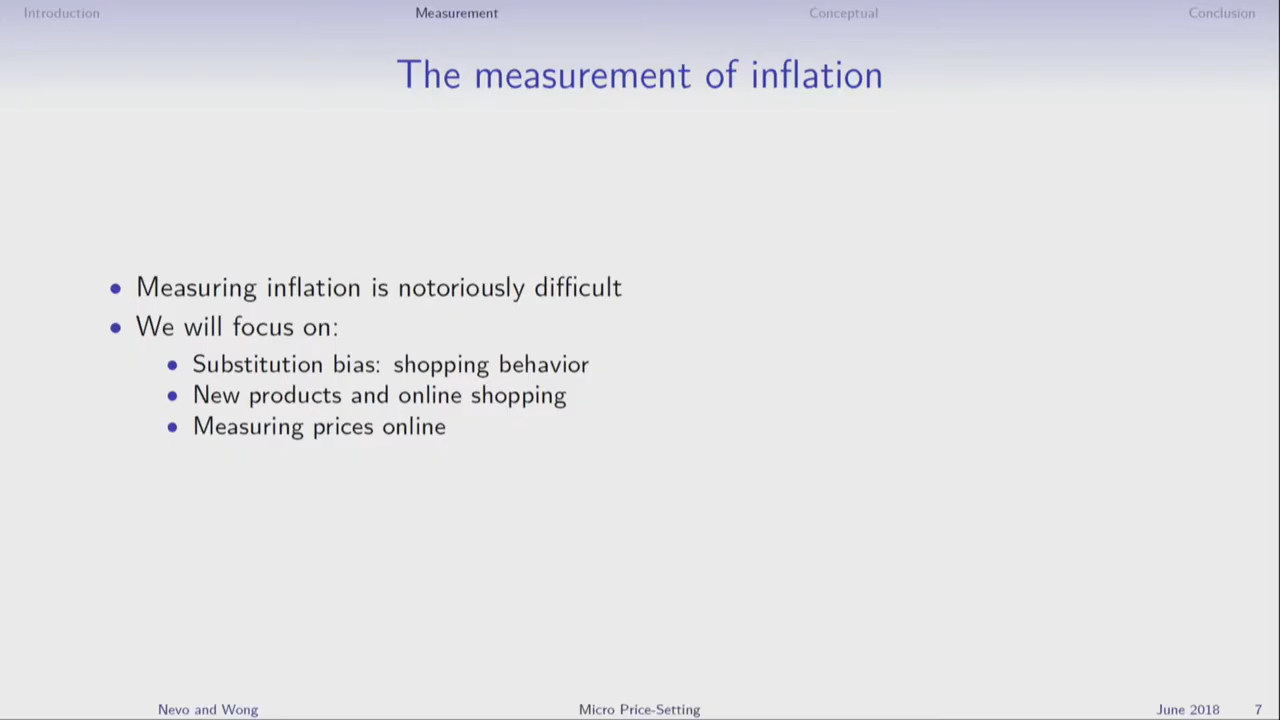 Introduction Measurement Conceptual Conclusion
The measurement of inflation
• Measuring inflation is notoriously difficult
• We will focus on:
• Substitution bias: shopping behavior
• New products and online shopping
• Measuring prices online
Nevo and Wong Micro Price-Setting June 2018 7